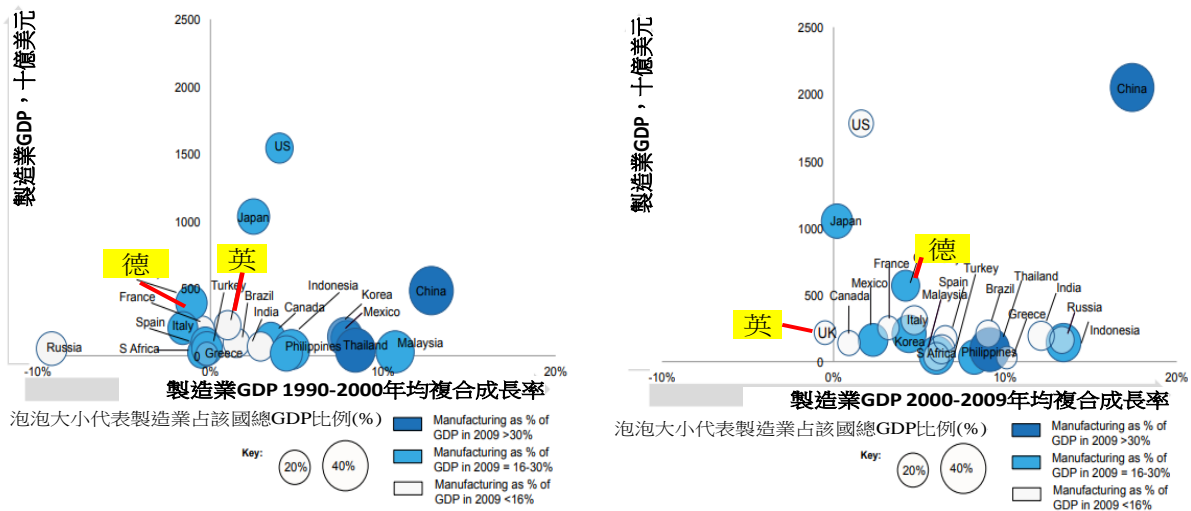 製造業GDP，十億美元
2500
2000
1500
1000
500
0
-10%
0%
10%
20%
US
Japan
China
德
英
France
Turkey
Brazil
Indonesia
Korea
Mexico
Spain
Italy
India
Canada
Russia
S Africa
Greece
Philippines
Thailand
Malaysia
製造業GDP 1990-2000年均複合成長率
泡泡大小代表製造業占該國總GDP比例(%)
Key:
20%
40%
Manufacturing as % of
GDP in 2009 >30%
Manufacturing as % of
GDP in 2009 = 16-30%
Manufacturing as % of
GDP in 2009 <16%
製造業GDP，十億美元
2500
2000
1500
1000
500
0
-10%
0%
10%
20%
China
US
Japan
德
France
Turkey
Mexico
Spain
Thailand
Canada
Malaysia
Brazil
India
英
UK
Italy
Greece
Russia
Korea
Indonesia
S Africa
Philippines
製造業GDP 2000-2009年均複合成長率
泡泡大小代表製造業占該國總GDP比例(%)
Key:
20%
40%
Manufacturing as % of
GDP in 2009 >30%
Manufacturing as % of
GDP in 2009 = 16-30%
Manufacturing as % of
GDP in 2009 <16%